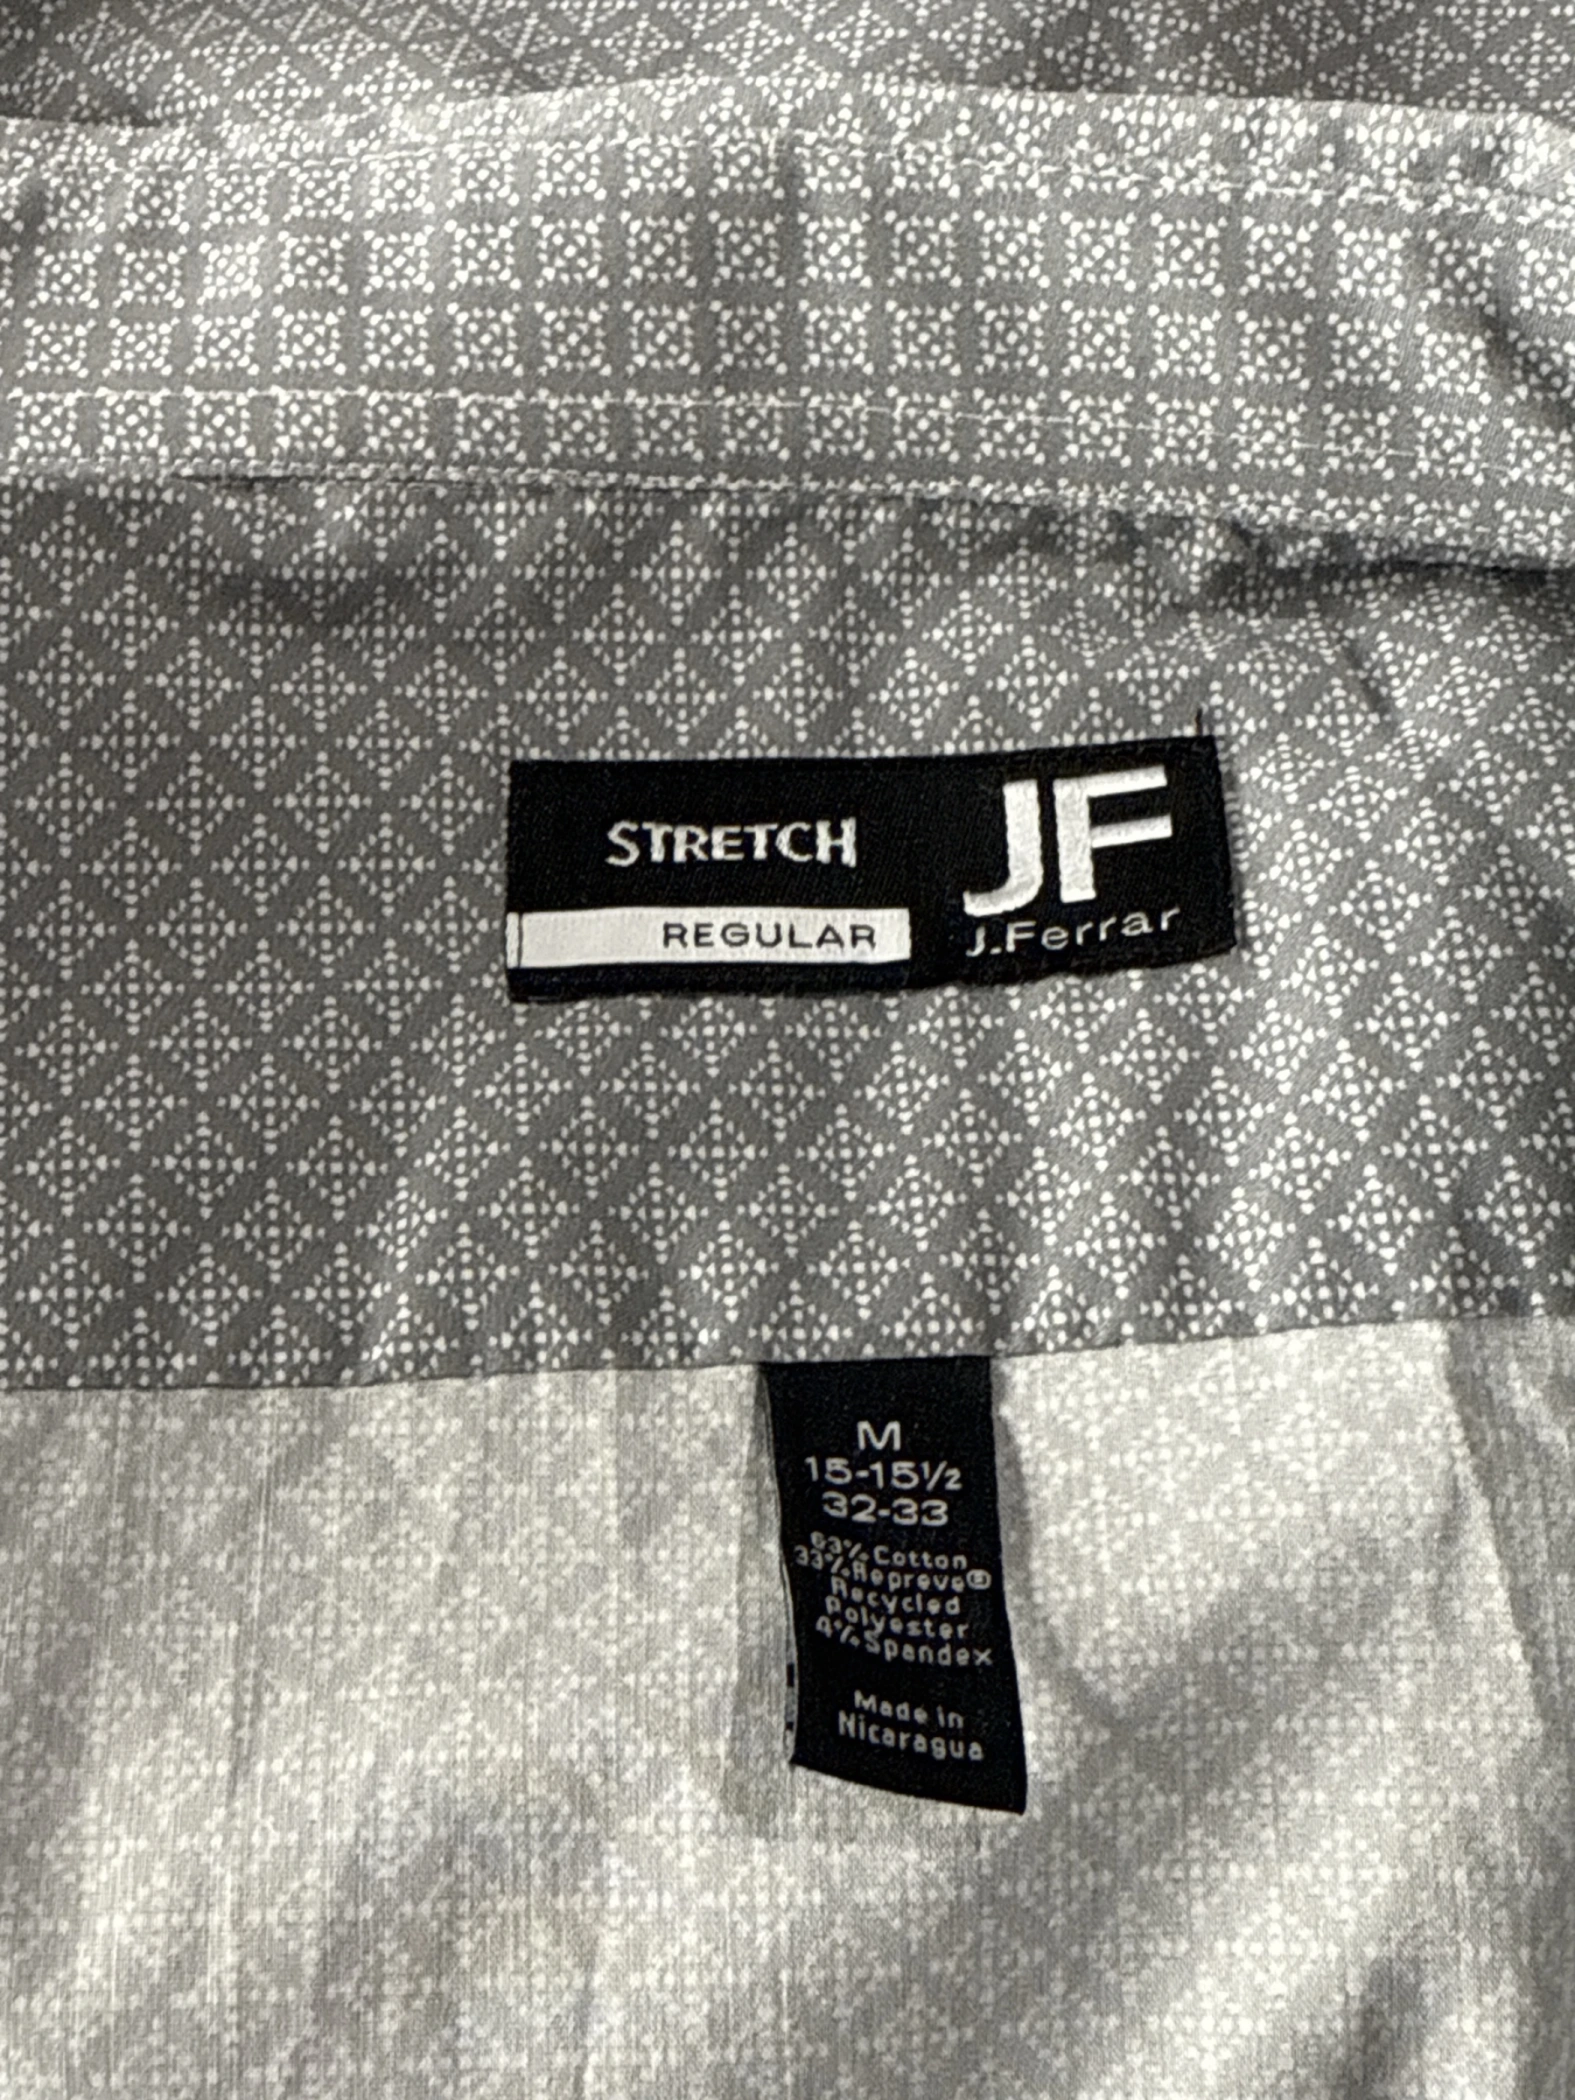 STRETCH
REGULAR
JF
J.Ferrar
M
15-15½
32-33
63% Cotton
33% Repreve®
Recycled
Polyester
4% Spandex
Made in
Nicaragua